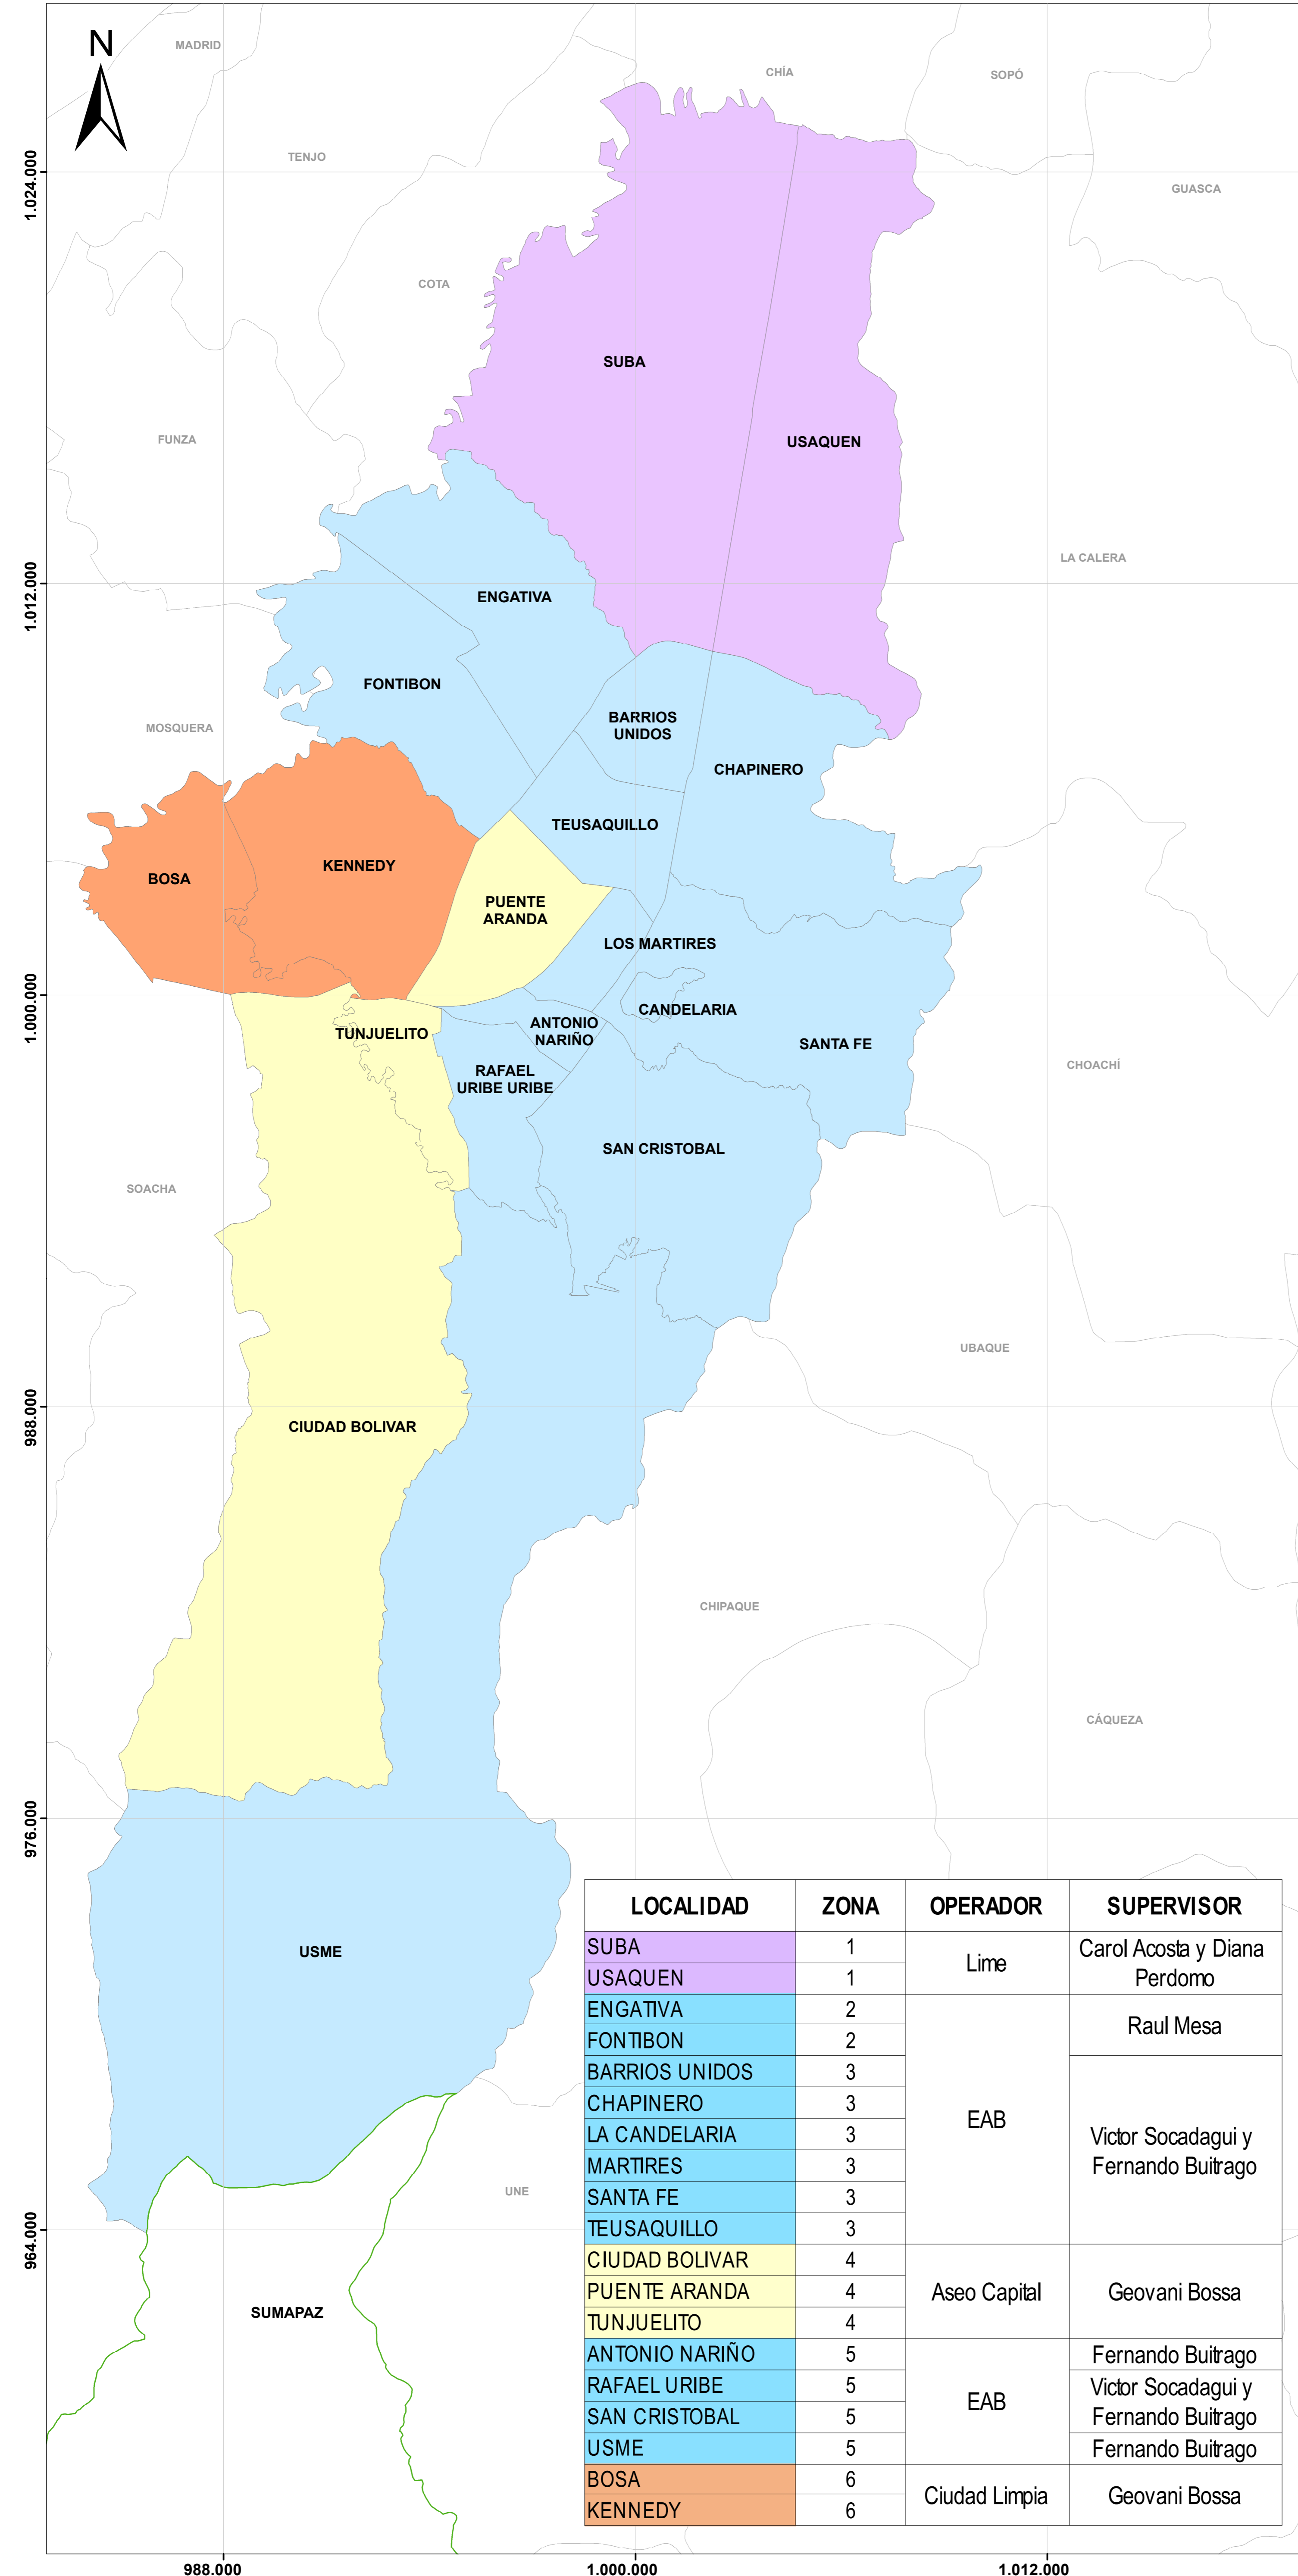 N
MADRID
CHÍA
SOPÓ
TENJO
1.024.000
GUASCA
COTA
SUBA
FUNZA
USAQUEN
LA CALERA
1.012.000
ENGATIVA
FONTIBON
MOSQUERA
BARRIOS
UNIDOS
CHAPINERO
TEUSAQUILLO
KENNEDY
BOSA
PUENTE
ARANDA
LOS MARTIRES
1.000.000
CANDELARIA
ANTONIO
NARIÑO
TUNJUELITO
SANTA FE
CHOACHÍ
RAFAEL
URIBE URIBE
SAN CRISTOBAL
SOACHA
UBAQUE
988.000
CIUDAD BOLIVAR
CHIPAQUE
CÁQUEZA
976.000
USME
UNE
964.000
SUMAPAZ
LOCALIDAD ZONA OPERADOR SUPERVISOR
SUBA 1 Lime Carol Acosta y Diana
USAQUEN 1 Perdomo
ENGATIVA 2 EAB Raul Mesa
FONTIBON 2
BARRIOS UNIDOS 3 Victor Socadagui y
CHAPINERO 3 Fernando Buitrago
LA CANDELARIA 3
MARTIRES 3
SANTA FE 3
TEUSAQUILLO 3
CIUDAD BOLIVAR 4 Aseo Capital Geovani Bossa
PUENTE ARANDA 4
TUNJUELITO 4
ANTONIO NARIÑO 5 EAB Fernando Buitrago
RAFAEL URIBE 5 Victor Socadagui y
SAN CRISTOBAL 5 Fernando Buitrago
USME 5 Fernando Buitrago
BOSA 6 Ciudad Limpia Geovani Bossa
KENNEDY 6
988.000 1.000.000 1.012.000